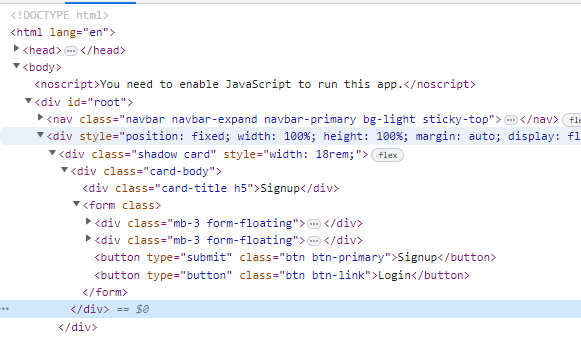 <!DOCTYPE html>
<html lang="en">
<head> … </head>
<body>
<noscript>You need to enable JavaScript to run this app.</noscript>
<div id="root">
<nav class="navbar navbar-expand navbar-primary bg-light sticky-top"> … </nav> fle
<div style="position: fixed; width: 100%; height: 100%; margin: auto; display: fl
<div class="shadow card" style="width: 18rem;"> flex
<div class="card-body">
<div class="card-title h5">Signup</div>
<form class>
<div class="mb-3 form-floating"> … </div>
<div class="mb-3 form-floating"> … </div>
<button type="submit" class="btn btn-primary">Signup</button>
<button type="button" class="btn btn-link">Login</button>
</form>
… </div> == $0
</div>